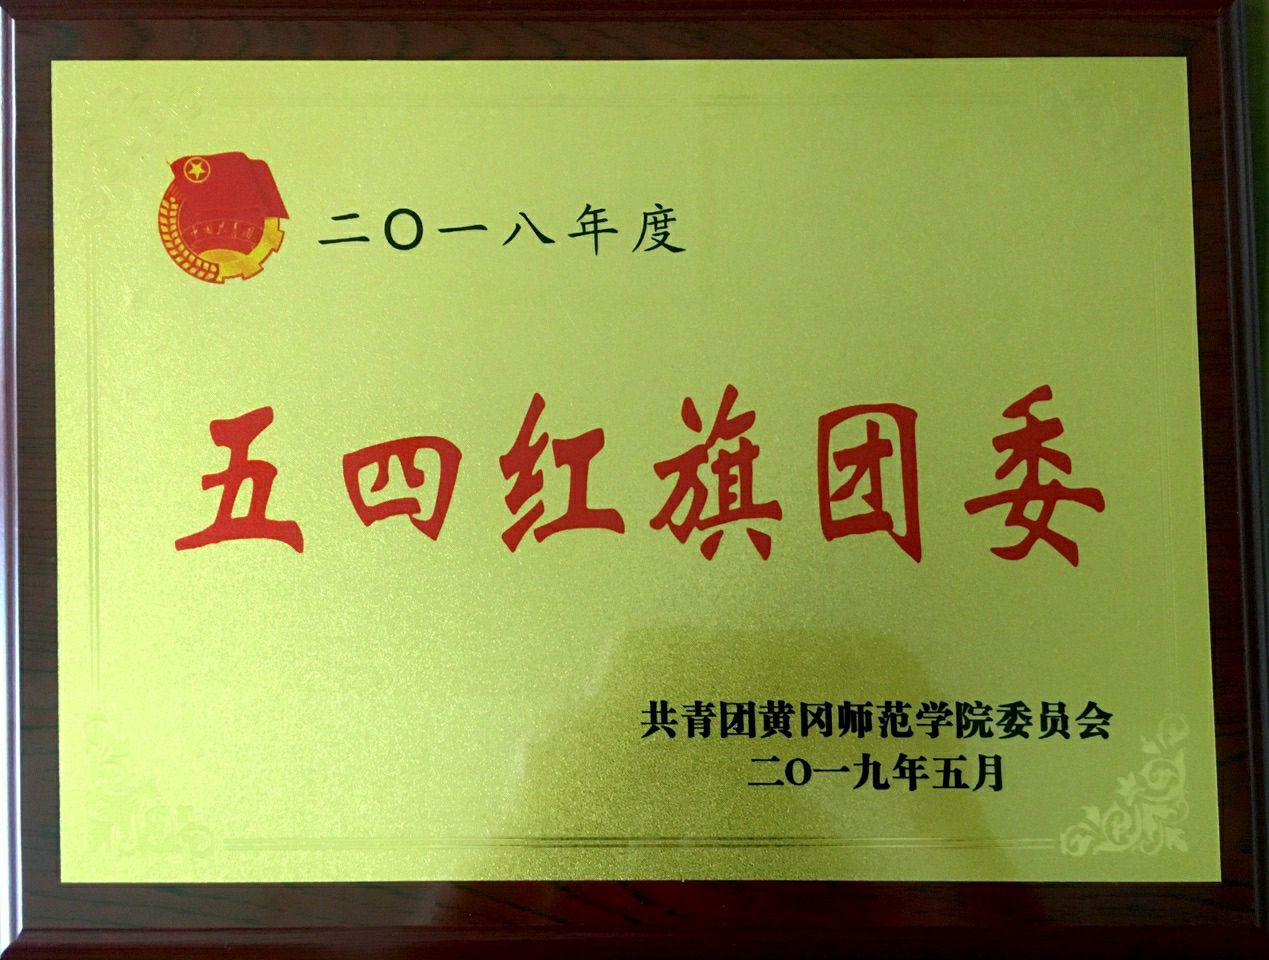 二〇一八年度
五四红旗团委
共青团黄冈师范学院委员会
二〇一九年五月